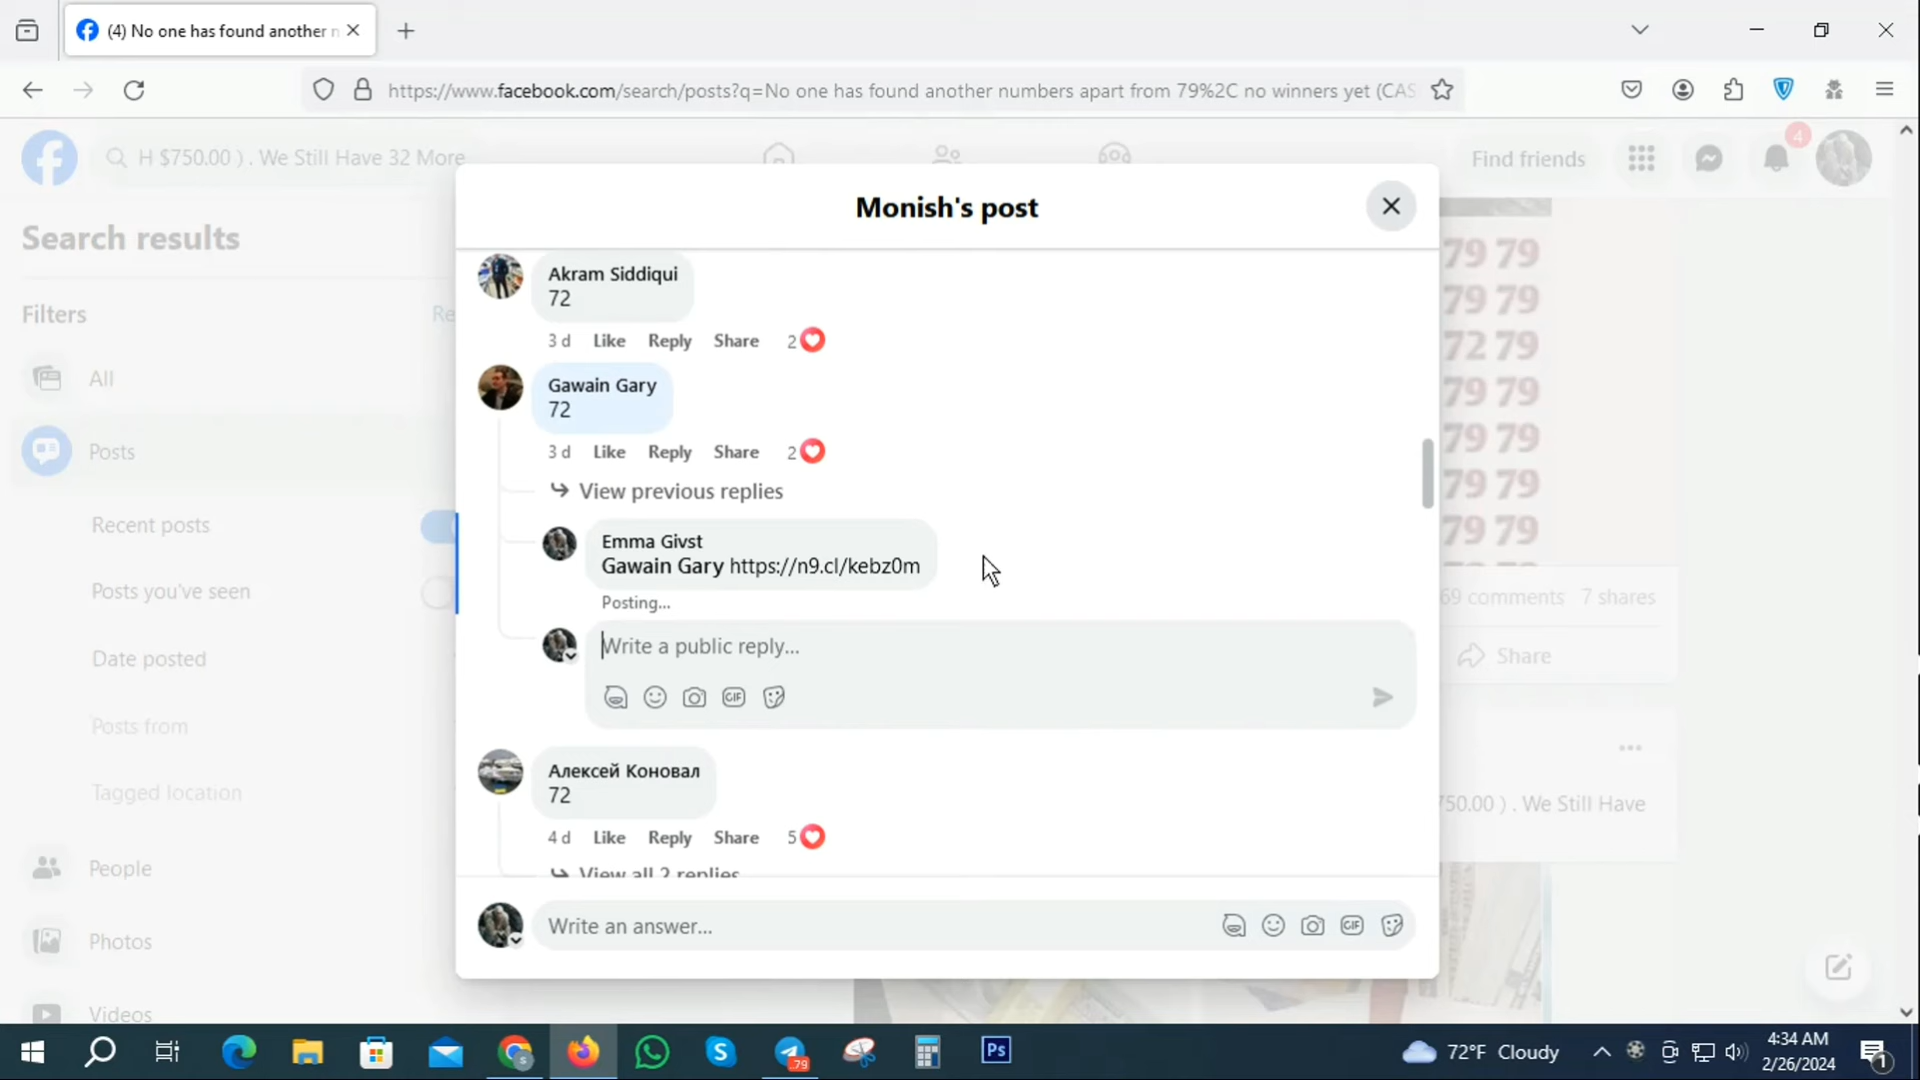 (4) No one has found another n
https://www.facebook.com/search/posts?q=No one has found another numbers apart from 79%2C no winners yet (CAS
H $750.00 ) . We Still Have 32 More
Find friends
4
Search results
Filters
Re
All
Posts
Recent posts
Posts you've seen
Date posted
Posts from
Tagged location
People
Photos
Videos
Monish's post
Akram Siddiqui
72
3 d Like Reply Share 2
Gawain Gary
72
3 d Like Reply Share 2
View previous replies
Emma Givst
Gawain Gary https://n9.cl/kebz0m
Posting...
Write a public reply...
GIF
Алексей Коновал
72
4 d Like Reply Share 5
View all 2 replies
Write an answer...
GIF
79 79
79 79
72 79
79 79
79 79
79 79
79 79
69 comments 7 shares
Share
750.00 ) . We Still Have
79
Ps
72°F Cloudy
4:34 AM
2/26/2024
1